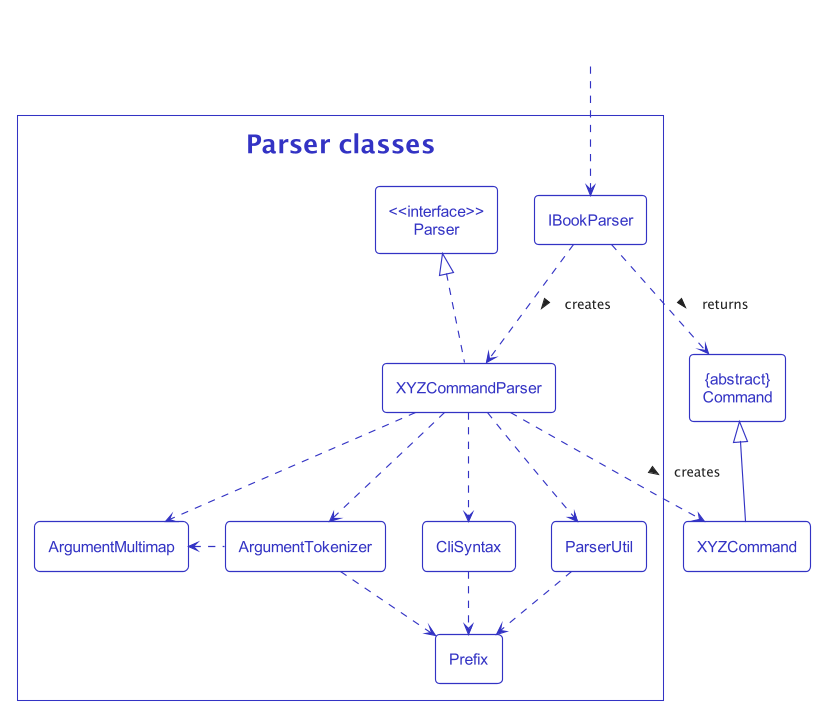 Parser classes
<<interface>>
Parser
IBookParser
creates
returns
XYZCommandParser
{abstract}
Command
creates
ArgumentMultimap
ArgumentTokenizer
CliSyntax
ParserUtil
XYZCommand
Prefix